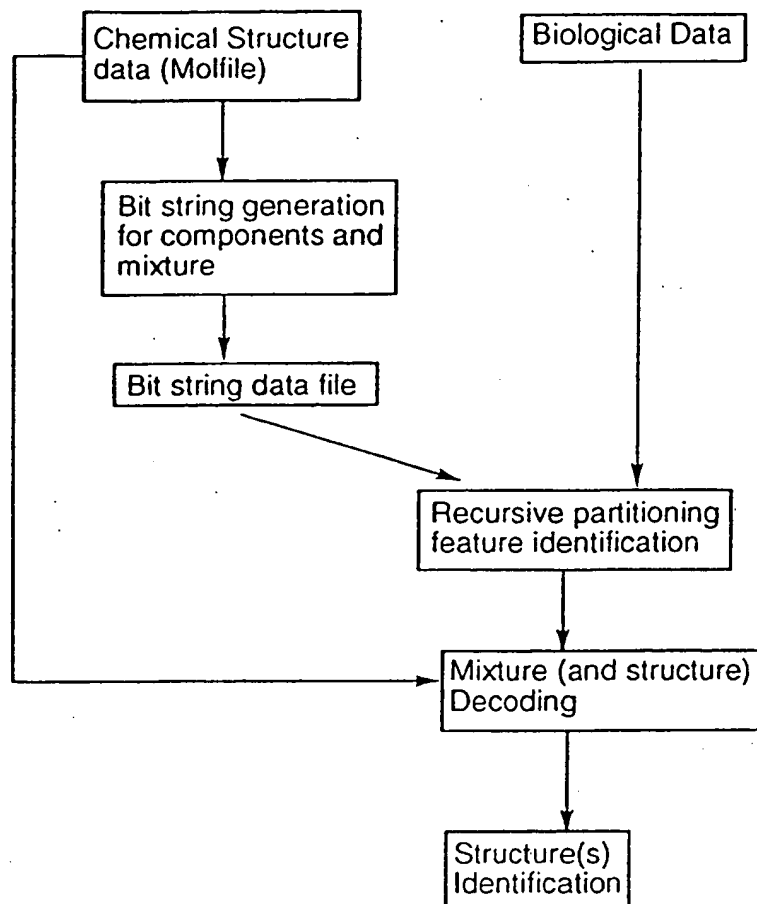 Chemical Structure
data (Molfile)
Biological Data
Bit string generation
for components and
mixture
Bit string data file
Recursive partitioning
feature identification
Mixture (and structure)
Decoding
Structure(s)
Identification